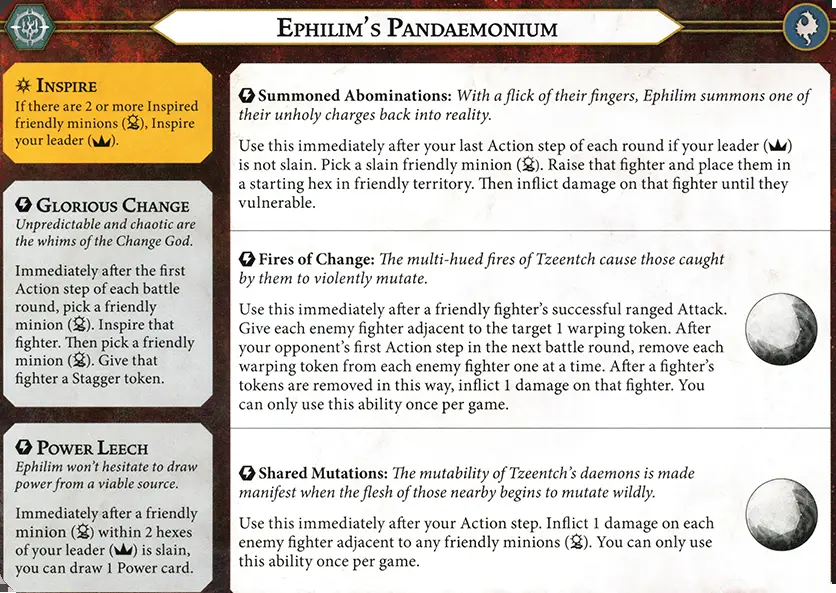 Ephilim's Pandaemonium
Inspire
If there are 2 or more Inspired
friendly minions ( ), Inspire
your leader ( ).
Glorious Change
Unpredictable and chaotic are
the whims of the Change God.
Immediately after the first
Action step of each battle
round, pick a friendly
minion ( ). Inspire that
fighter. Then pick a friendly
minion ( ). Give that
fighter a Stagger token.
Power Leech
Ephilim won't hesitate to draw
power from a viable source.
Immediately after a friendly
minion ( ) within 2 hexes
of your leader ( ) is slain,
you can draw 1 Power card.
Summoned Abominations: With a flick of their fingers, Ephilim summons one of
their unholy charges back into reality.
Use this immediately after your last Action step of each round if your leader ( )
is not slain. Pick a slain friendly minion ( ). Raise that fighter and place them in
a starting hex in friendly territory. Then inflict damage on that fighter until they
vulnerable.
Fires of Change: The multi-hued fires of Tzeentch cause those caught
by them to violently mutate.
Use this immediately after a friendly fighter's successful ranged Attack.
Give each enemy fighter adjacent to the target 1 warping token. After
your opponent's first Action step in the next battle round, remove each
warping token from each enemy fighter one at a time. After a fighter's
tokens are removed in this way, inflict 1 damage on that fighter. You
can only use this ability once per game.
Shared Mutations: The mutability of Tzeentch's daemons is made
manifest when the flesh of those nearby begins to mutate wildly.
Use this immediately after your Action step. Inflict 1 damage on each
enemy fighter adjacent to any friendly minions ( ). You can only use
this ability once per game.